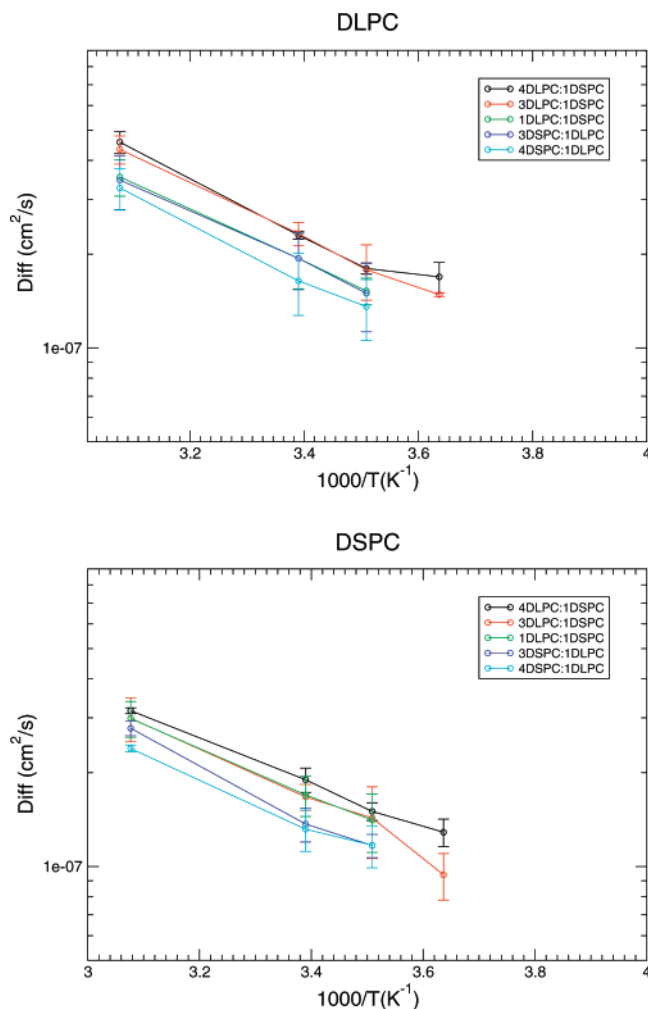 DLPC
4DLPC:1DSPC
3DLPC:1DSPC
1DLPC:1DSPC
3DSPC:1DLPC
4DSPC:1DLPC
Diff (cm²/s)
1e-07
3.2 3.4 3.6 3.8 4
1000/T(K⁻¹)
DSPC
4DLPC:1DSPC
3DLPC:1DSPC
1DLPC:1DSPC
3DSPC:1DLPC
4DSPC:1DLPC
Diff (cm²/s)
1e-07
3 3.2 3.4 3.6 3.8 4
1000/T(K⁻¹)